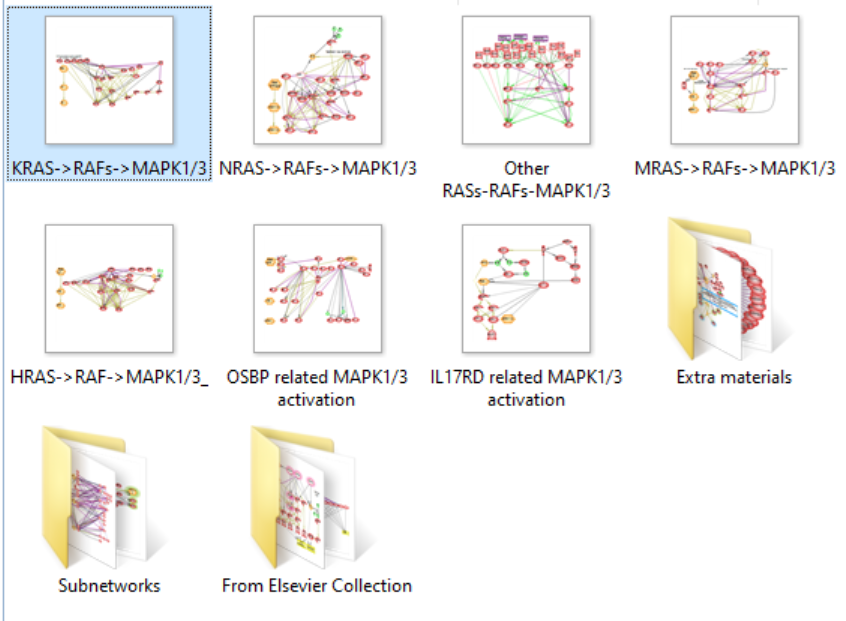 KRAS->RAFs->MAPK1/3
NRAS->RAFs->MAPK1/3
Other
RASs-RAFs-MAPK1/3
MRAS->RAFs->MAPK1/3
HRAS->RAF->MAPK1/3_
OSBP related MAPK1/3
activation
IL17RD related MAPK1/3
activation
Extra materials
Subnetworks
From Elsevier Collection